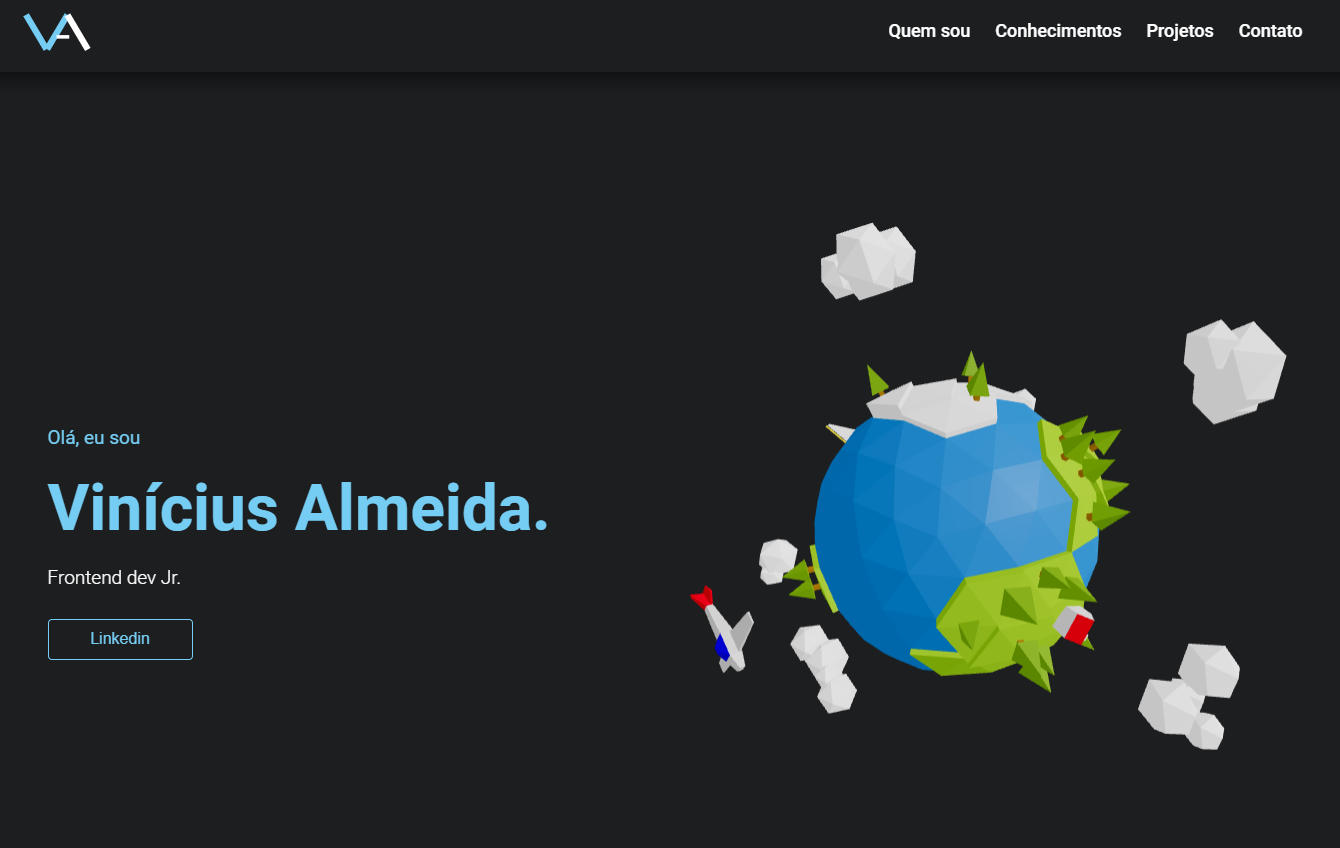 VA
Quem sou Conhecimentos Projetos Contato
Olá, eu sou
Vinícius Almeida.
Frontend dev Jr.
Linkedin